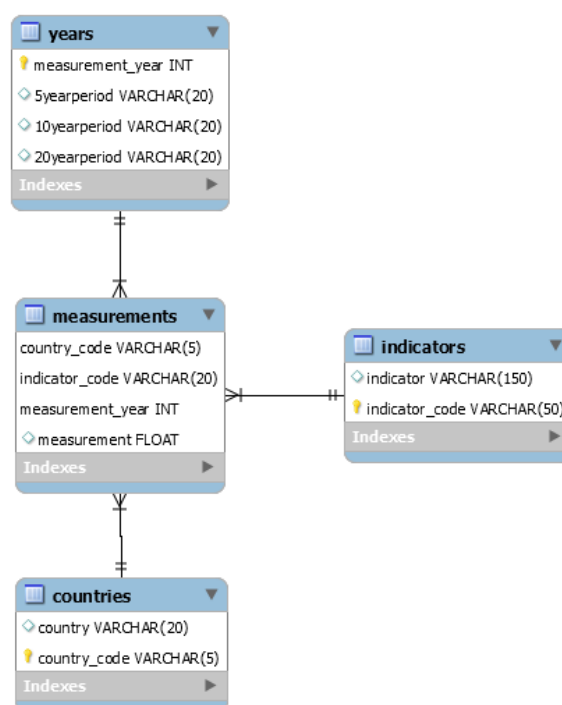 years
measurement_year INT
5yearperiod VARCHAR(20)
10yearperiod VARCHAR(20)
20yearperiod VARCHAR(20)
Indexes
measurements
country_code VARCHAR(5)
indicator_code VARCHAR(20)
measurement_year INT
measurement FLOAT
Indexes
indicators
indicator VARCHAR(150)
indicator_code VARCHAR(50)
Indexes
countries
country VARCHAR(20)
country_code VARCHAR(5)
Indexes